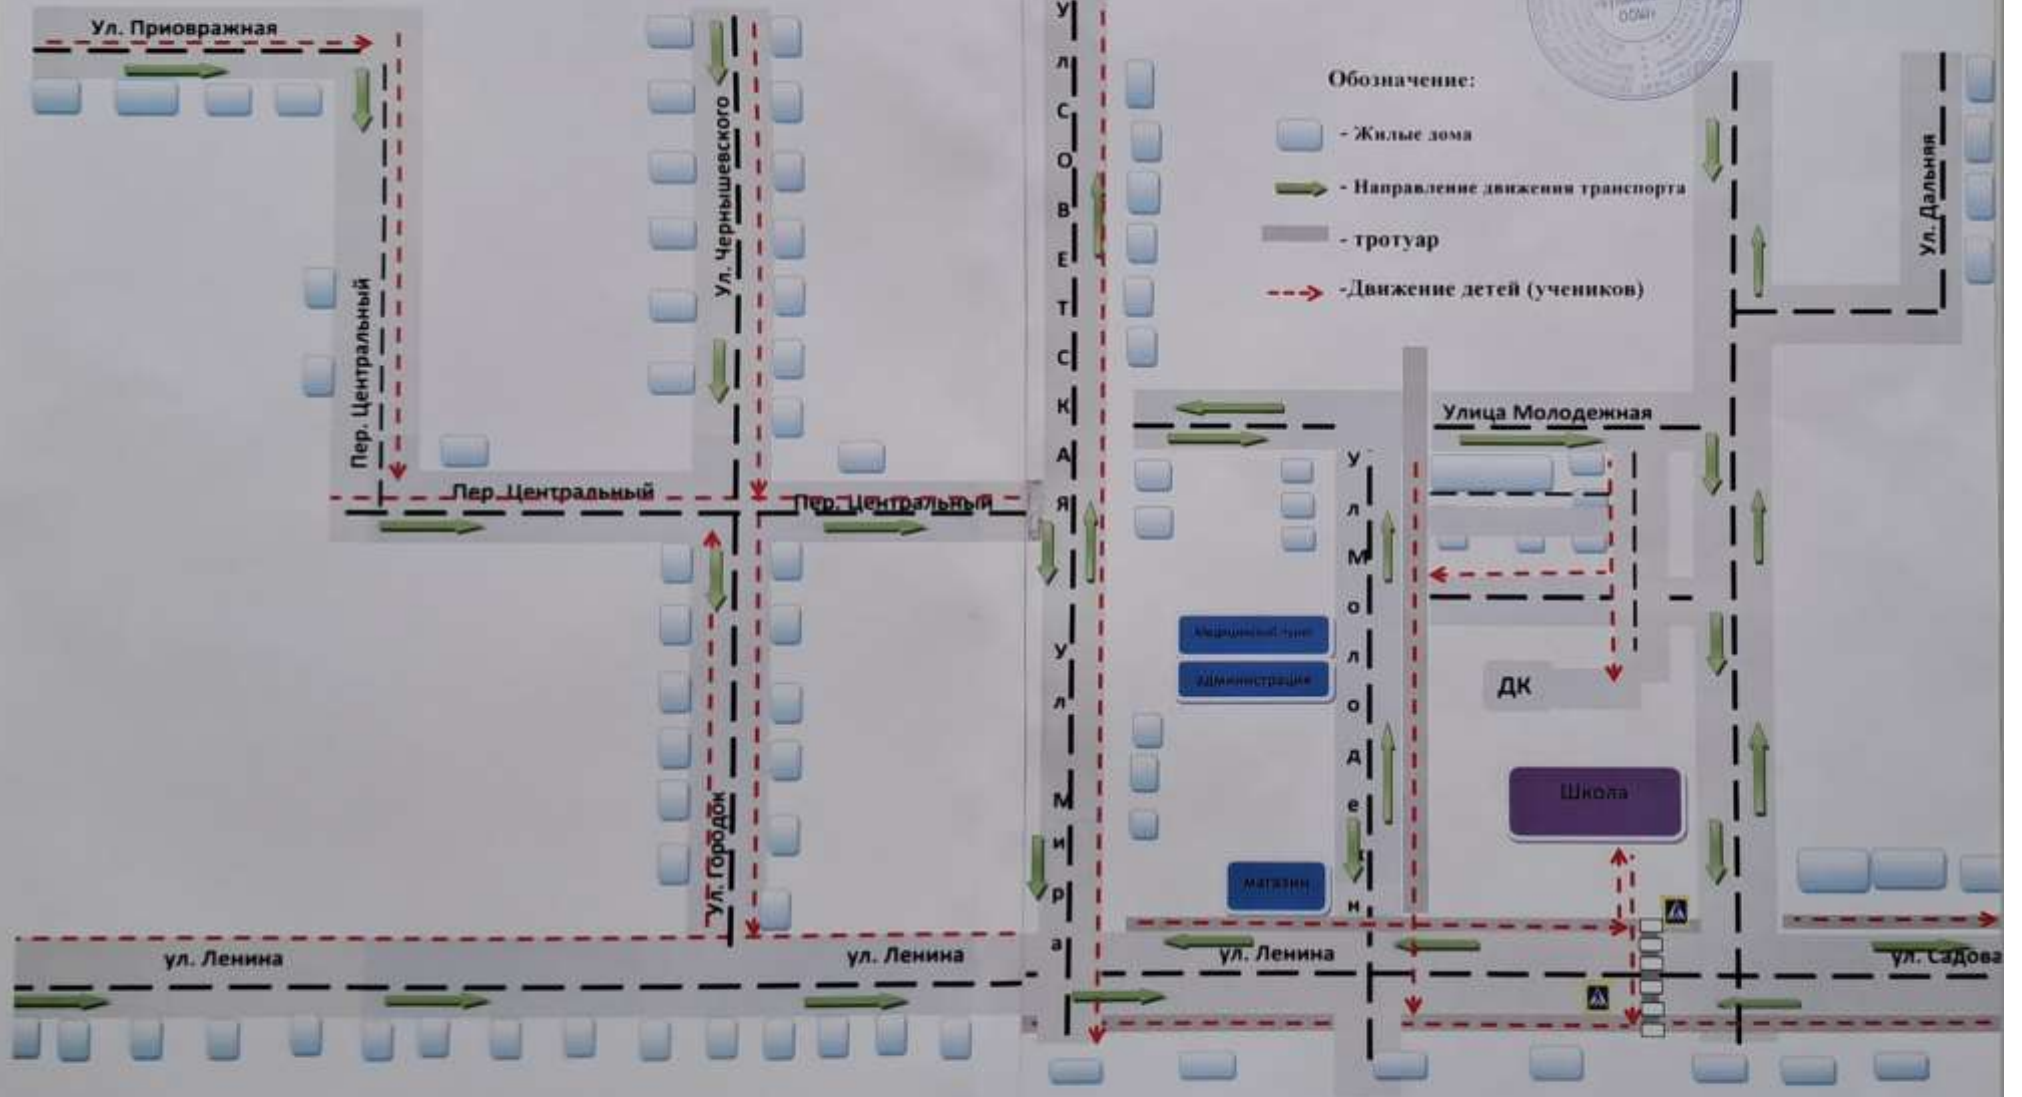 Ул. Приовражная
Пер. Центральный
Ул. Чернышевского
Пер. Центральный
Пер. Центральный
Ул. Городок
ул. Ленина
ул. Ленина
Ул Советская
Ул Мира
Обозначение:
- Жилые дома
- Направление движения транспорта
- тротуар
-Движение детей (учеников)
Ул. Дальняя
Улица Молодежная
Ул Молоде н
администрация
магазин
ДК
Школа
ул. Ленина
ул. Садова